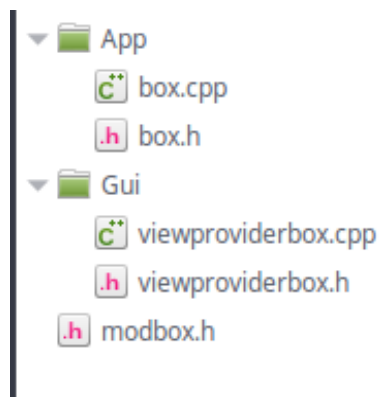 App
C++ box.cpp
.h box.h
Gui
C++ viewproviderbox.cpp
.h viewproviderbox.h
.h modbox.h